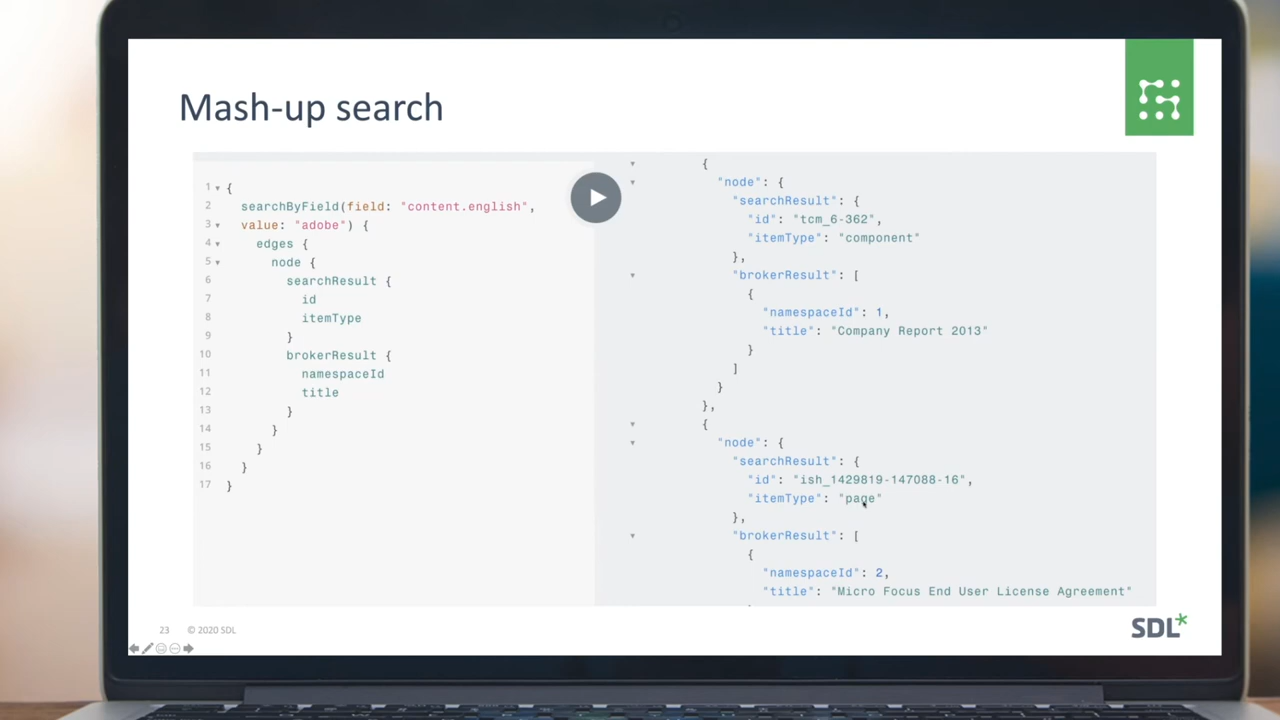 Mash-up search
1 {
2 searchByField(field: "content.english",
3 value: "adobe") {
4 edges {
5 node {
6 searchResult {
7 id
8 itemType
9 }
10 brokerResult {
11 namespaceId
12 title
13 }
14 }
15 }
16 }
17 }
{
"node": {
"searchResult": {
"id": "tcm_6-362",
"itemType": "component"
},
"brokerResult": [
{
"namespaceId": 1,
"title": "Company Report 2013"
}
]
}
},
{
"node": {
"searchResult": {
"id": "ish_1429819-147088-16",
"itemType": "page"
},
"brokerResult": [
{
"namespaceId": 2,
"title": "Micro Focus End User License Agreement"
23 © 2020 SDL
SDL*